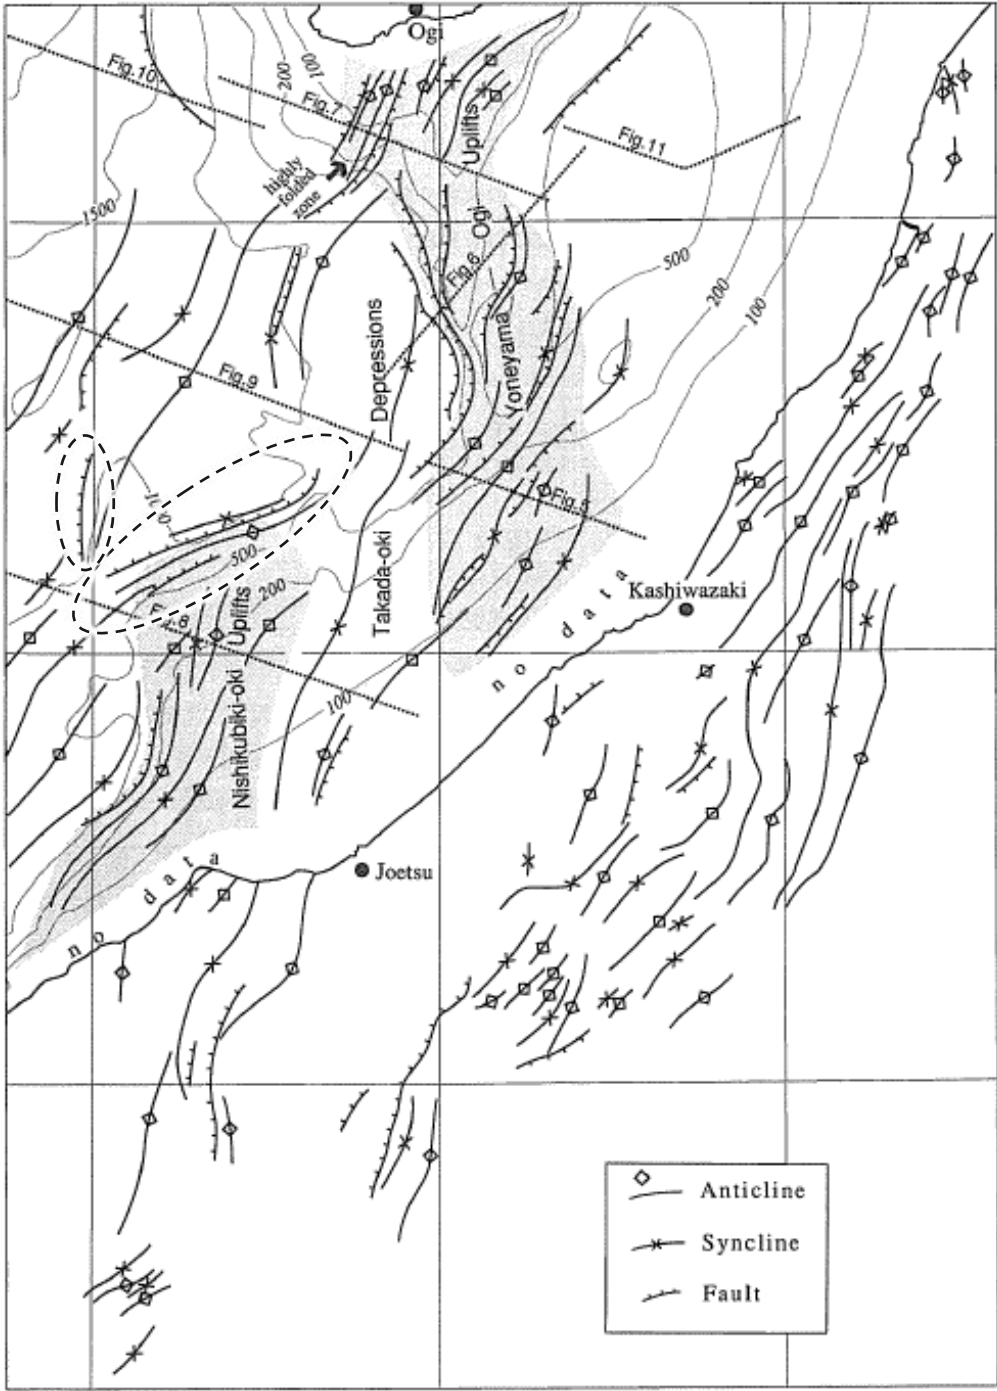 Ogi
Fig.10
200
100
Fig.7
Fig.11
Uplifts
highly
folded
zone
1500
Ogi
Fig.6
500
200
100
Depressions
Yoneyama
Fig.9
Fig.5
500
200
Takada-oki
Kashiwazaki
no data
Uplifts
Nishikubiki-oki
100
Joetsu
no data
Anticline
Syncline
Fault